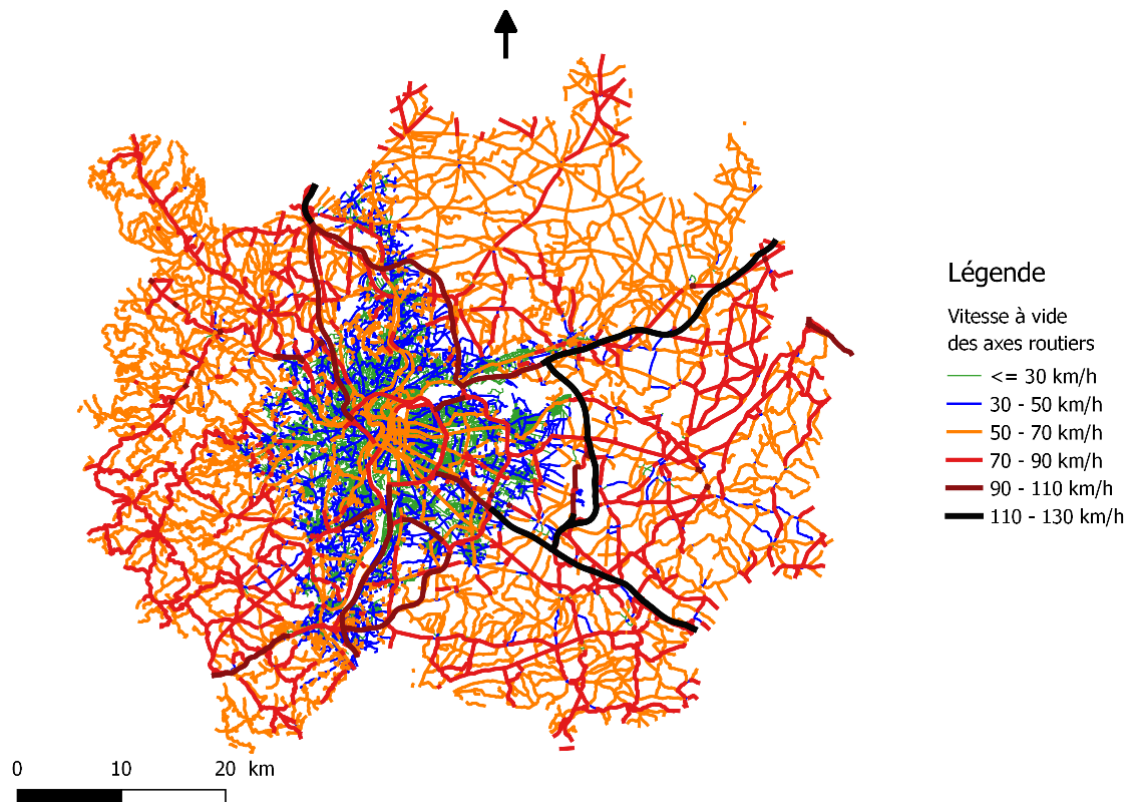 Légende
Vitesse à vide
des axes routiers
<= 30 km/h
30 - 50 km/h
50 - 70 km/h
70 - 90 km/h
90 - 110 km/h
110 - 130 km/h
0 10 20 km